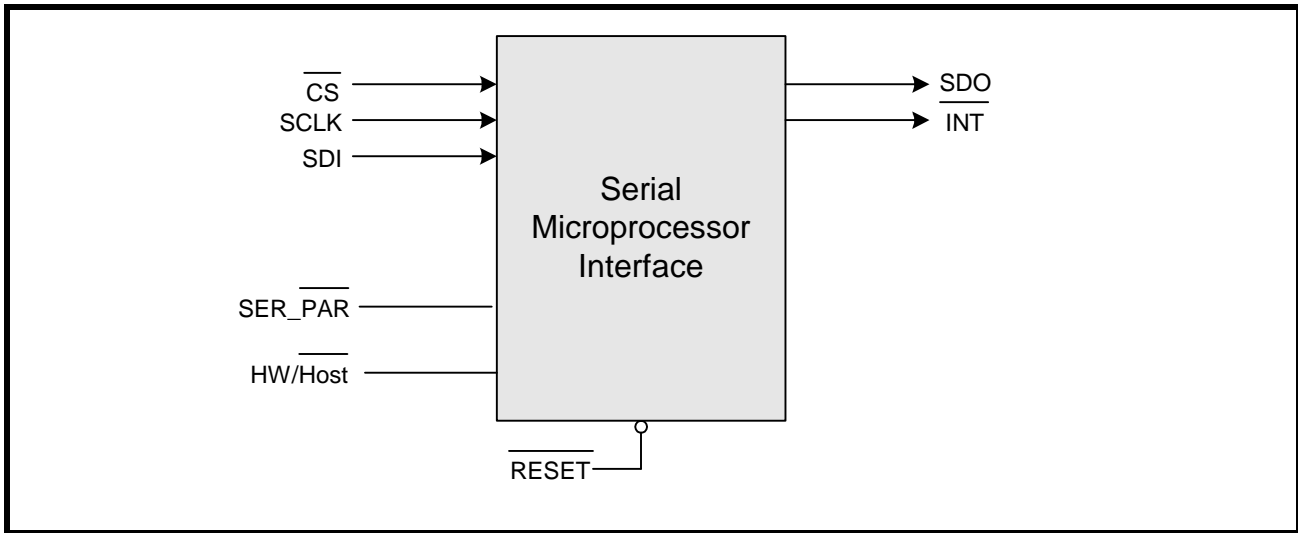 CS
SCLK
SDI
SER_PAR
HW/Host
Serial
Microprocessor
Interface
SDO
INT
RESET